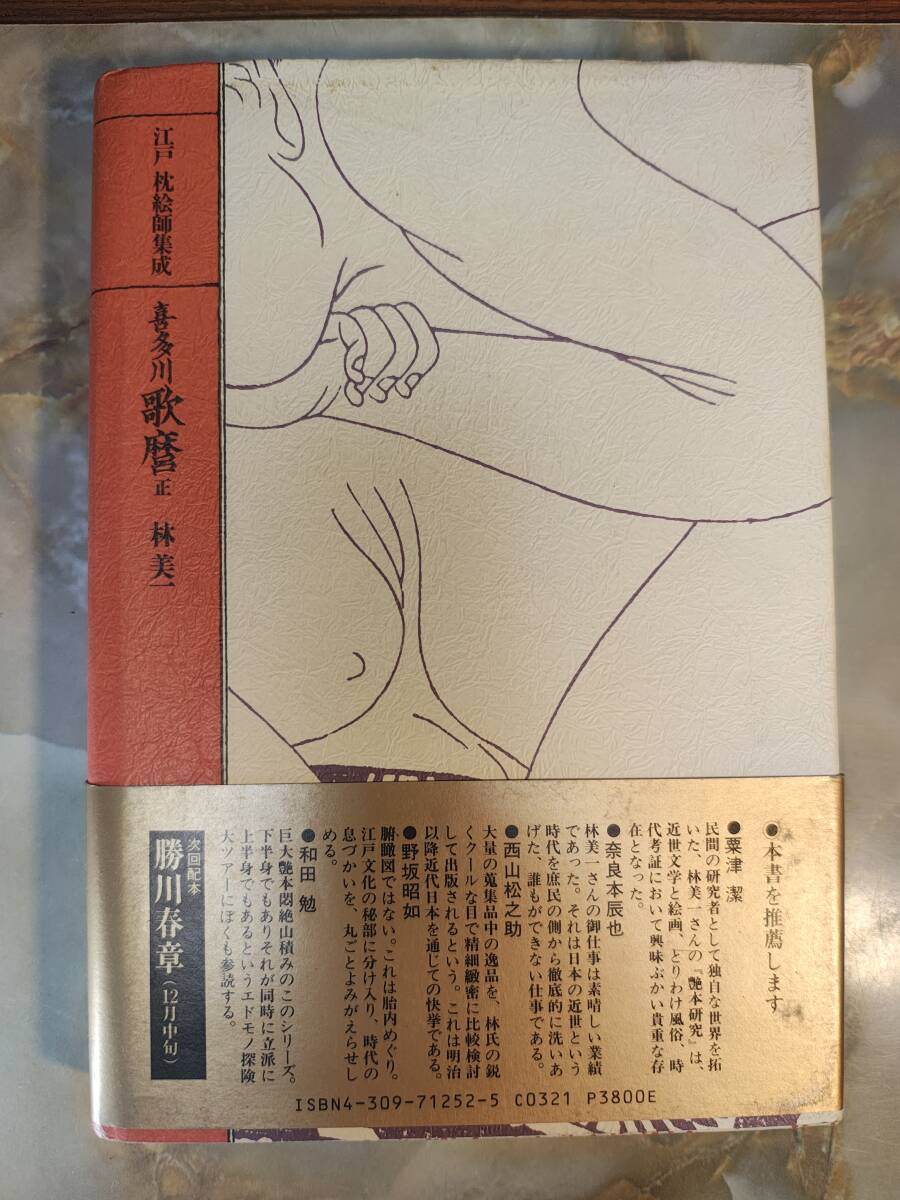 江戸 枕絵師集成
喜多川歌麿 正 林 美一
●本書を推薦します
●粟津 潔
民間の研究者として独自な世界を拓
いた、林美一さんの『艶本研究』は、
近世文学と絵画、とりわけ風俗、時
代考証において興味ぶかい貴重な存
在となった。
●奈良本辰也
林美一さんの御仕事は素晴しい業績
であった。それは日本の近世という
時代を庶民の側から徹底的に洗いあ
げた、誰もができない仕事である。
●西山松之助
大量の蒐集品中の逸品を、林氏の鋭
くクールな目で精細緻密に比較検討
して出版されるという。これは明治
以降近代日本を通じての快挙である。
●野坂昭如
俯瞰図ではない。これは胎内めぐり。
江戸文化の秘部に分け入り、時代の
息づかいを、丸ごとよみがえらせし
める。
●和田 勉
巨大艶本悶絶山積みのこのシリーズ。
下半身でもありそれが同時に立派に
上半身でもあるというエドモノ探険
大ツアーにぼくも参読する。
次回配本
勝川春章(12月中旬)
ISBN4-309-71252-5 C0321 P3800E